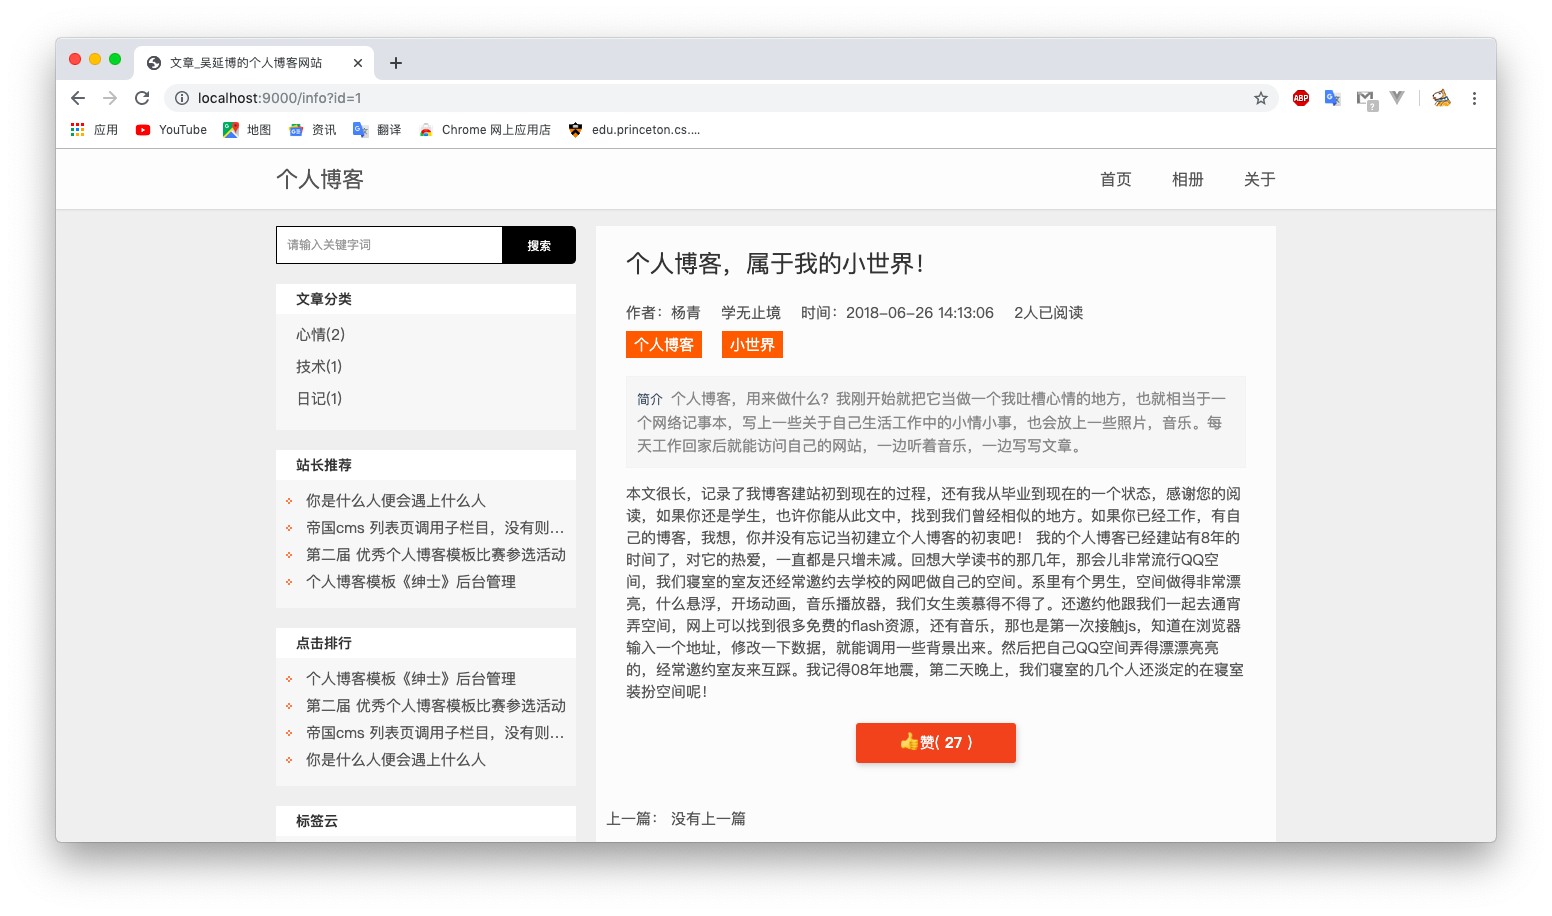 文章_吴延博的个人博客网站
localhost:9000/info?id=1
ABP
应用 YouTube 地图 资讯 翻译 Chrome 网上应用店 edu.princeton.cs....
个人博客
首页 相册 关于
请输入关键字词 搜索
文章分类
心情(2)
技术(1)
日记(1)
站长推荐
你是什么人便会遇上什么人
帝国cms 列表页调用子栏目，没有则...
第二届 优秀个人博客模板比赛参选活动
个人博客模板《绅士》后台管理
点击排行
个人博客模板《绅士》后台管理
第二届 优秀个人博客模板比赛参选活动
帝国cms 列表页调用子栏目，没有则...
你是什么人便会遇上什么人
标签云
个人博客，属于我的小世界！
作者：杨青 学无止境 时间：2018-06-26 14:13:06 2人已阅读
个人博客 小世界
简介 个人博客，用来做什么？我刚开始就把它当做一个我吐槽心情的地方，也就相当于一
个网络记事本，写上一些关于自己生活工作中的小情小事，也会放上一些照片，音乐。每
天工作回家后就能访问自己的网站，一边听着音乐，一边写写文章。
本文很长，记录了我博客建站初到现在的过程，还有我从毕业到现在的一个状态，感谢您的阅
读，如果你还是学生，也许你能从此文中，找到我们曾经相似的地方。如果你已经工作，有自
己的博客，我想，你并没有忘记当初建立个人博客的初衷吧！ 我的个人博客已经建站有8年的
时间了，对它的热爱，一直都是只增未减。回想大学读书的那几年，那会儿非常流行QQ空
间，我们寝室的室友还经常邀约去学校的网吧做自己的空间。系里有个男生，空间做得非常漂
亮，什么悬浮，开场动画，音乐播放器，我们女生羡慕得不得了。还邀约他跟我们一起去通宵
弄空间，网上可以找到很多免费的flash资源，还有音乐，那也是第一次接触js，知道在浏览器
输入一个地址，修改一下数据，就能调用一些背景出来。然后把自己QQ空间弄得漂漂亮亮
的，经常邀约室友来互踩。我记得08年地震，第二天晚上，我们寝室的几个人还淡定的在寝室
装扮空间呢！
👍赞( 27 )
上一篇： 没有上一篇